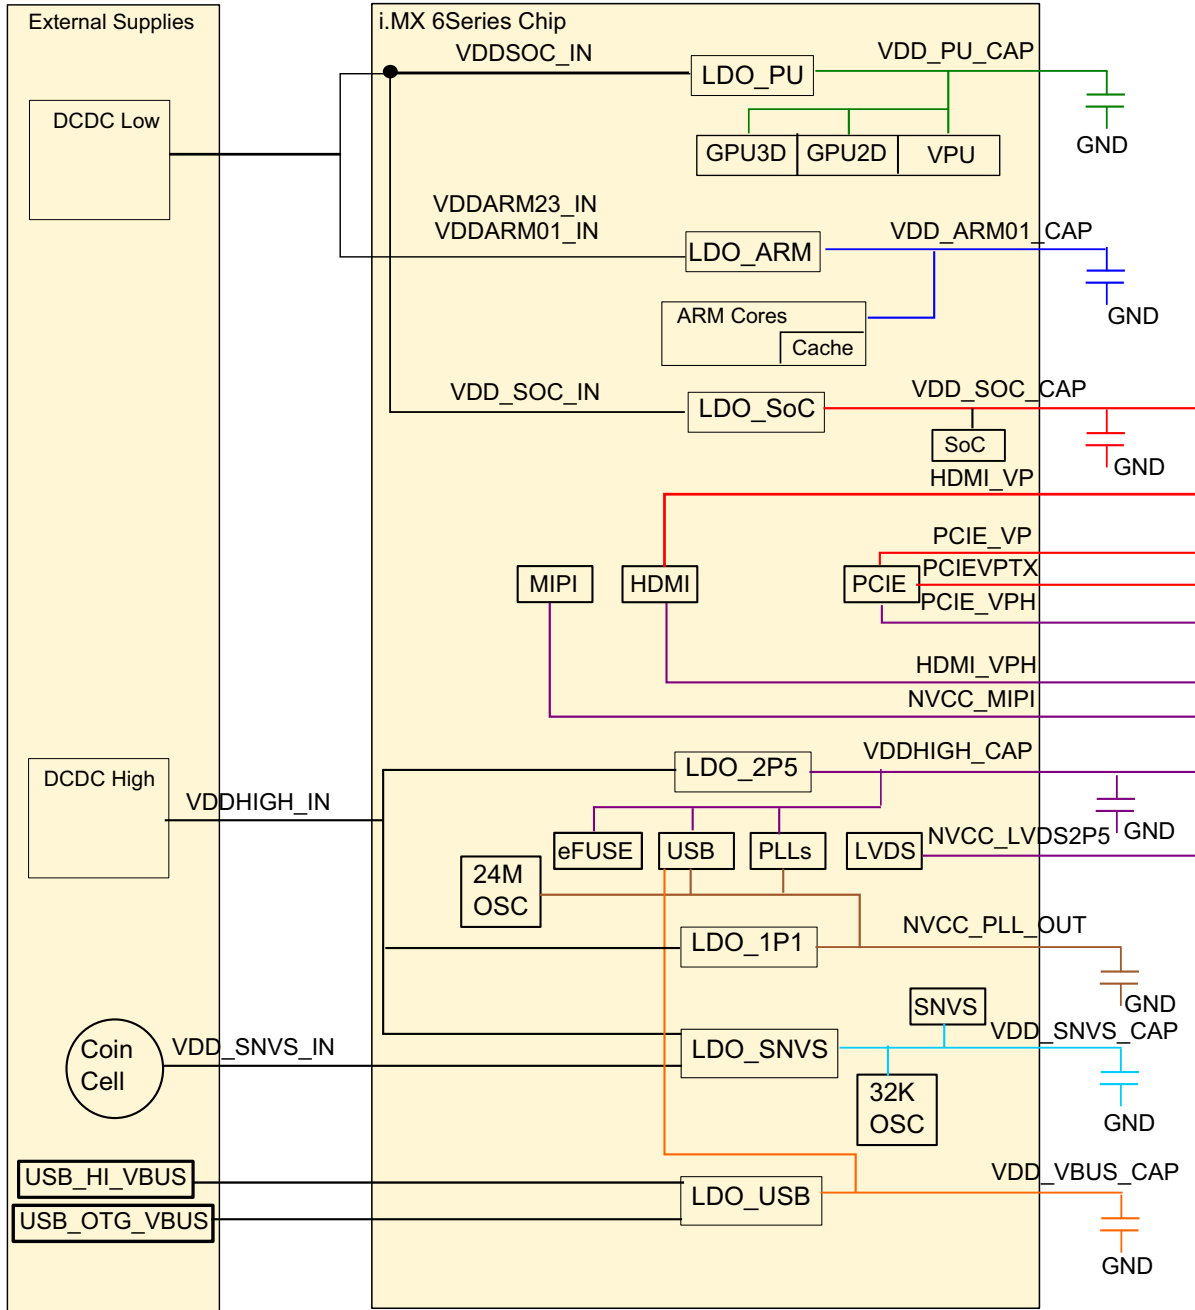 External Supplies
i.MX 6Series Chip
VDDSOC_IN
VDD_PU_CAP
LDO_PU
DCDC Low
GND
GPU3D
GPU2D
VPU
VDDARM23_IN
VDDARM01_IN
VDD_ARM01_CAP
LDO_ARM
GND
ARM Cores
Cache
VDD_SOC_IN
VDD_SOC_CAP
LDO_SoC
SoC
GND
HDMI_VP
PCIE_VP
PCIEVPTX
MIPI
HDMI
PCIE
PCIE_VPH
HDMI_VPH
NVCC_MIPI
VDDHIGH_CAP
LDO_2P5
DCDC High
VDDHIGH_IN
GND
NVCC_LVDS2P5
eFUSE
USB
PLLs
LVDS
24M
OSC
NVCC_PLL_OUT
LDO_1P1
GND
SNVS
VDD_SNVS_CAP
Coin
Cell
VDD_SNVS_IN
LDO_SNVS
32K
OSC
GND
USB_HI_VBUS
VDD_VBUS_CAP
LDO_USB
USB_OTG_VBUS
GND